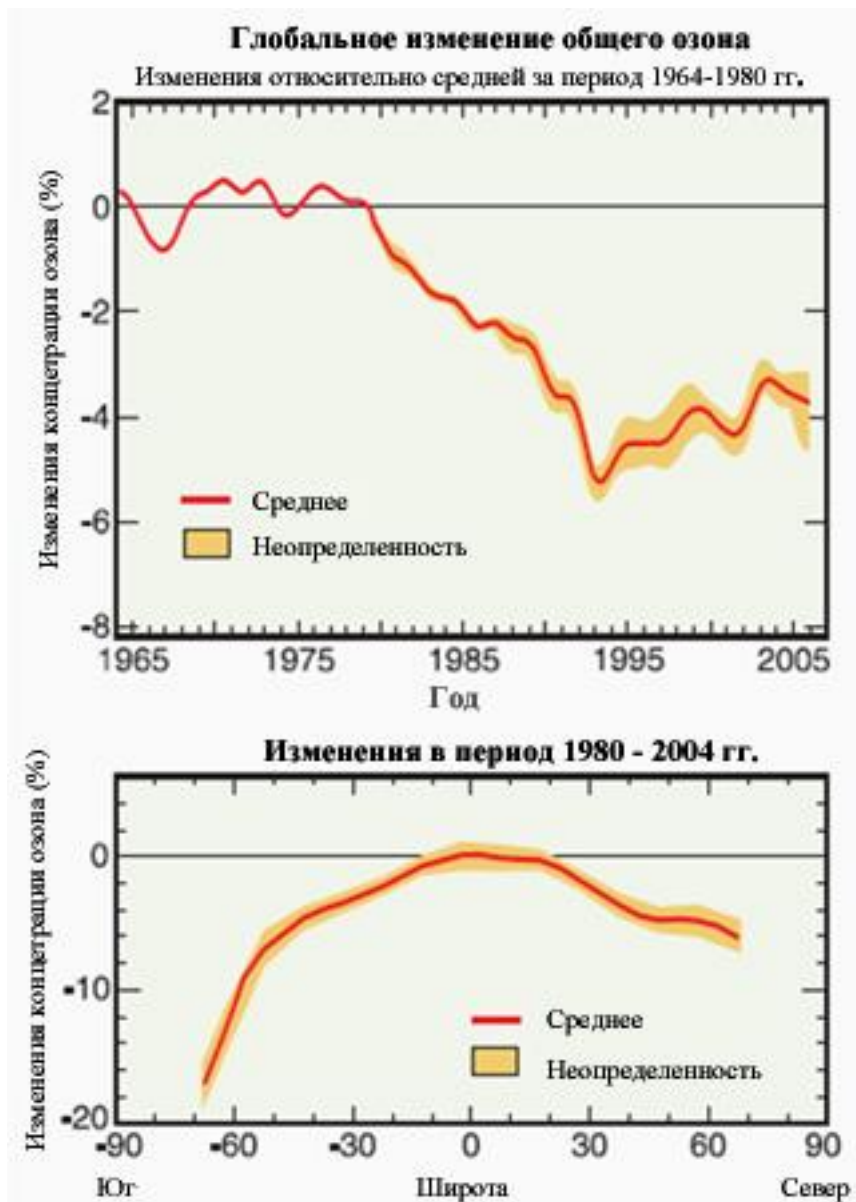 Глобальное изменение общего озона
Изменения относительно средней за период 1964-1980 гг.
Изменения концетрации озона (%)
2
0
-2
-4
-6
-8
Среднее
Неопределенность
1965 1975 1985 1995 2005
Год
Изменения в период 1980 - 2004 гг.
Изменения концетрации озона (%)
0
-10
-20
Среднее
Неопределенность
-90 -60 -30 0 30 60 90
Юг Широта Север